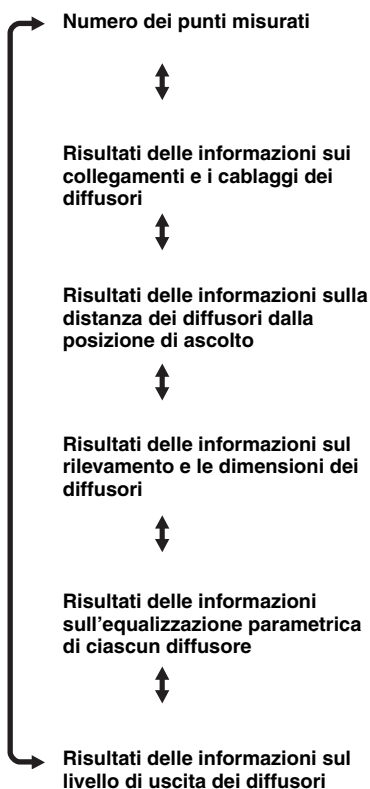 Numero dei punti misurati
Risultati delle informazioni sui
collegamenti e i cablaggi dei
diffusori
Risultati delle informazioni sulla
distanza dei diffusori dalla
posizione di ascolto
Risultati delle informazioni sul
rilevamento e le dimensioni dei
diffusori
Risultati delle informazioni
sull’equalizzazione parametrica
di ciascun diffusore
Risultati delle informazioni sul
livello di uscita dei diffusori